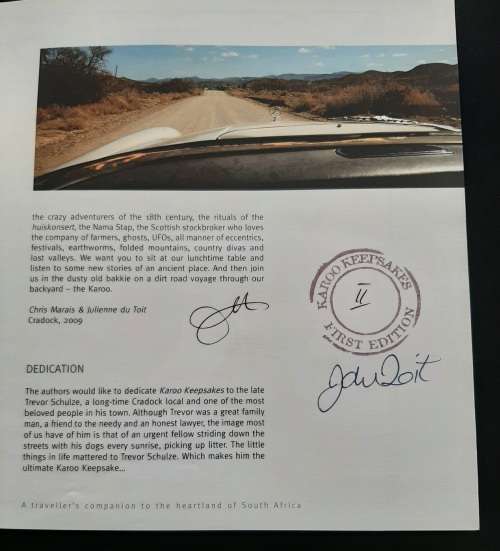 the crazy adventurers of the 18th century, the rituals of the
huiskonsert, the Nama Stap, the Scottish stockbroker who loves
the company of farmers, ghosts, UFOs, all manner of eccentrics,
festivals, earthworms, folded mountains, country divas and
lost valleys. We want you to sit at our lunchtime table and
listen to some new stories of an ancient place. And then join
us in the dusty old bakkie on a dirt road voyage through our
backyard – the Karoo.
Chris Marais & Julienne du Toit
Cradock, 2009
KAROO KEEPSAKES
II
FIRST EDITION
JduToit
DEDICATION
The authors would like to dedicate Karoo Keepsakes to the late
Trevor Schulze, a long-time Cradock local and one of the most
beloved people in his town. Although Trevor was a great family
man, a friend to the needy and an honest lawyer, the image most
of us have of him is that of an urgent fellow striding down the
streets with his dogs every sunrise, picking up litter. The little
things in life mattered to Trevor Schulze. Which makes him the
ultimate Karoo Keepsake...
A traveller's companion to the heartland of South Africa